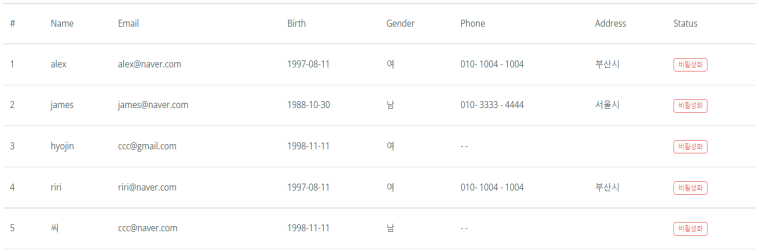 # Name Email Birth Gender Phone Address Status
1 alex alex@naver.com 1997-08-11 여 010- 1004 - 1004 부산시 비활성화
2 james james@naver.com 1988-10-30 남 010- 3333 - 4444 서울시 비활성화
3 hyojin ccc@gmail.com 1998-11-11 여 - - 비활성화
4 riri riri@naver.com 1997-08-11 여 010- 1004 - 1004 부산시 비활성화
5 씨 ccc@naver.com 1998-11-11 남 - - 비활성화